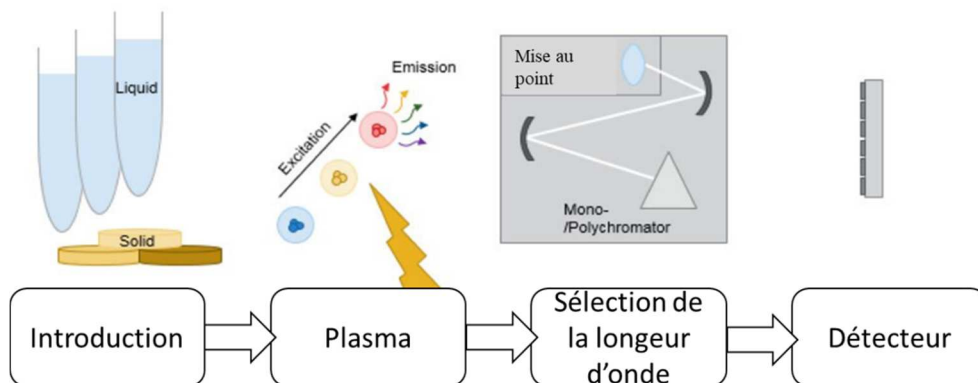 Liquid
Solid
Emission
Excitation
Mise au
point
Mono-
/Polychromator
Introduction
Plasma
Sélection de
la longeur
d'onde
Détecteur